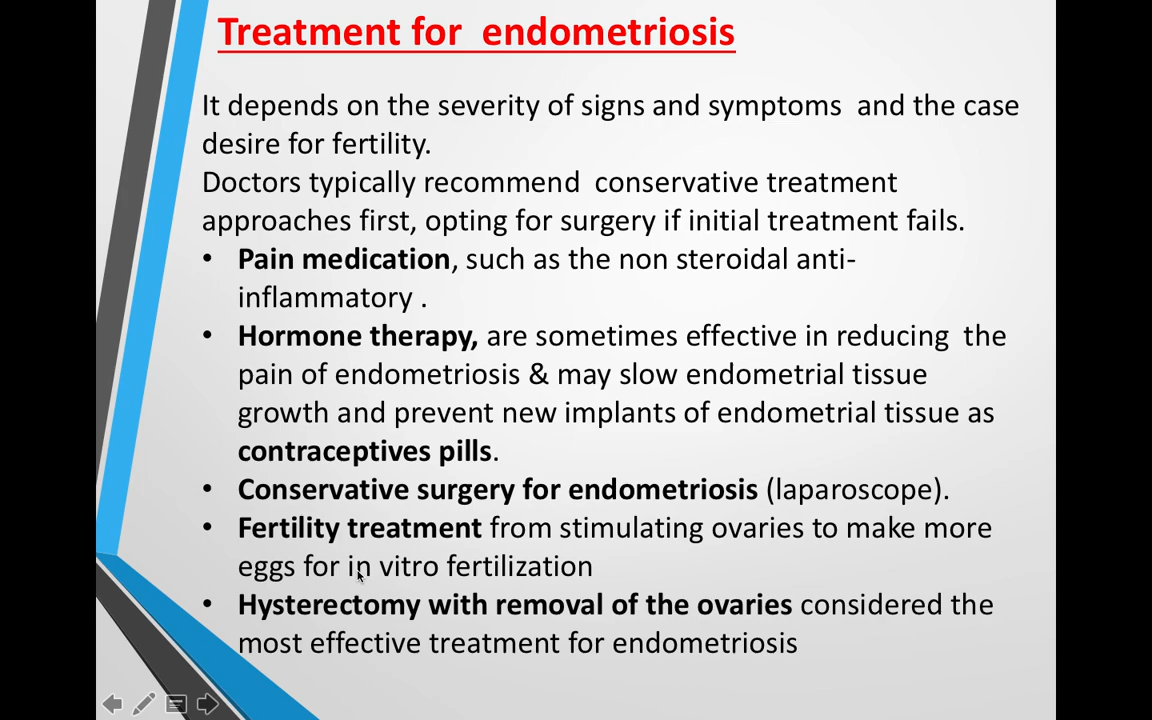 Treatment for  endometriosis
It depends on the severity of signs and symptoms  and the case
desire for fertility.
Doctors typically recommend  conservative treatment
approaches first, opting for surgery if initial treatment fails.
• Pain medication, such as the non steroidal anti-
inflammatory .
• Hormone therapy, are sometimes effective in reducing  the
pain of endometriosis & may slow endometrial tissue
growth and prevent new implants of endometrial tissue as
contraceptives pills.
• Conservative surgery for endometriosis (laparoscope).
• Fertility treatment from stimulating ovaries to make more
eggs for in vitro fertilization
• Hysterectomy with removal of the ovaries considered the
most effective treatment for endometriosis